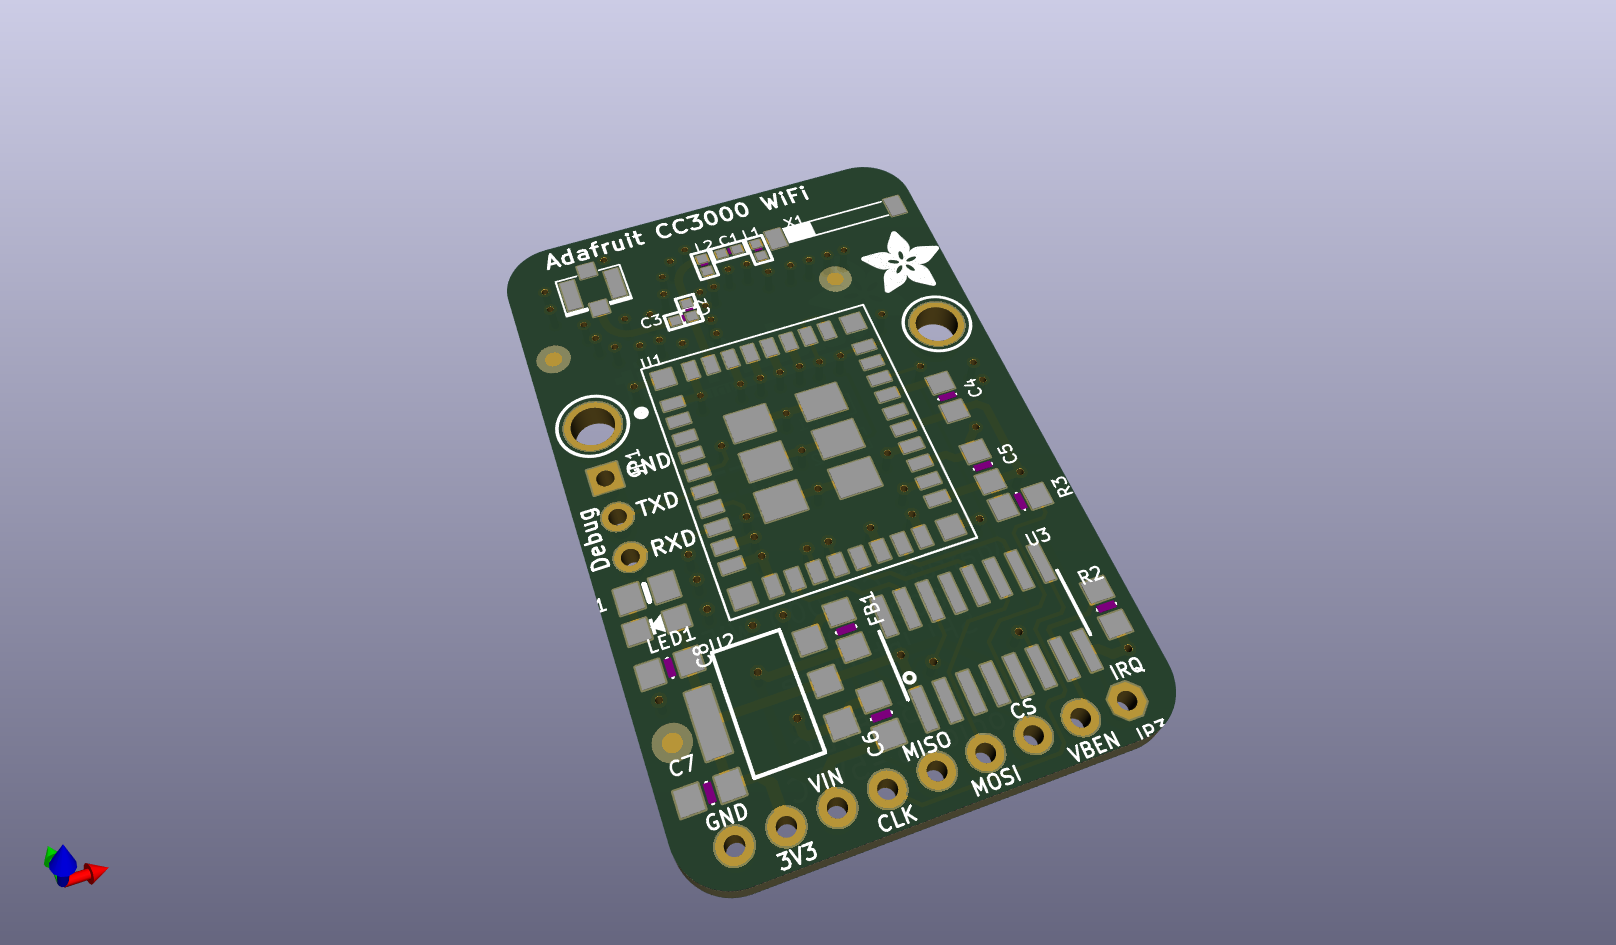 Adafruit CC3000 WiFi
X1
L2 C1 L1
C3
U1
C4
GND
TXD
RXD
Debug
C5
R3
U3
R2
FB1
1
LED1
U2
C8
C6
C7
IRQ
CS
VBEN
MISO
MOSI
VIN
CLK
GND
3V3